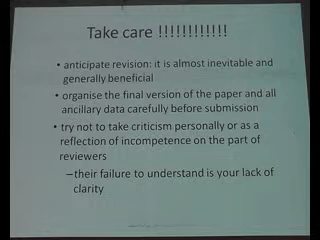 Take care !!!!!!!!!!!!
• anticipate revision: it is almost inevitable and
generally beneficial
• organise the final version of the paper and all
ancillary data carefully before submission
• try not to take criticism personally or as a
reflection of incompetence on the part of
reviewers
–their failure to understand is your lack of
clarity